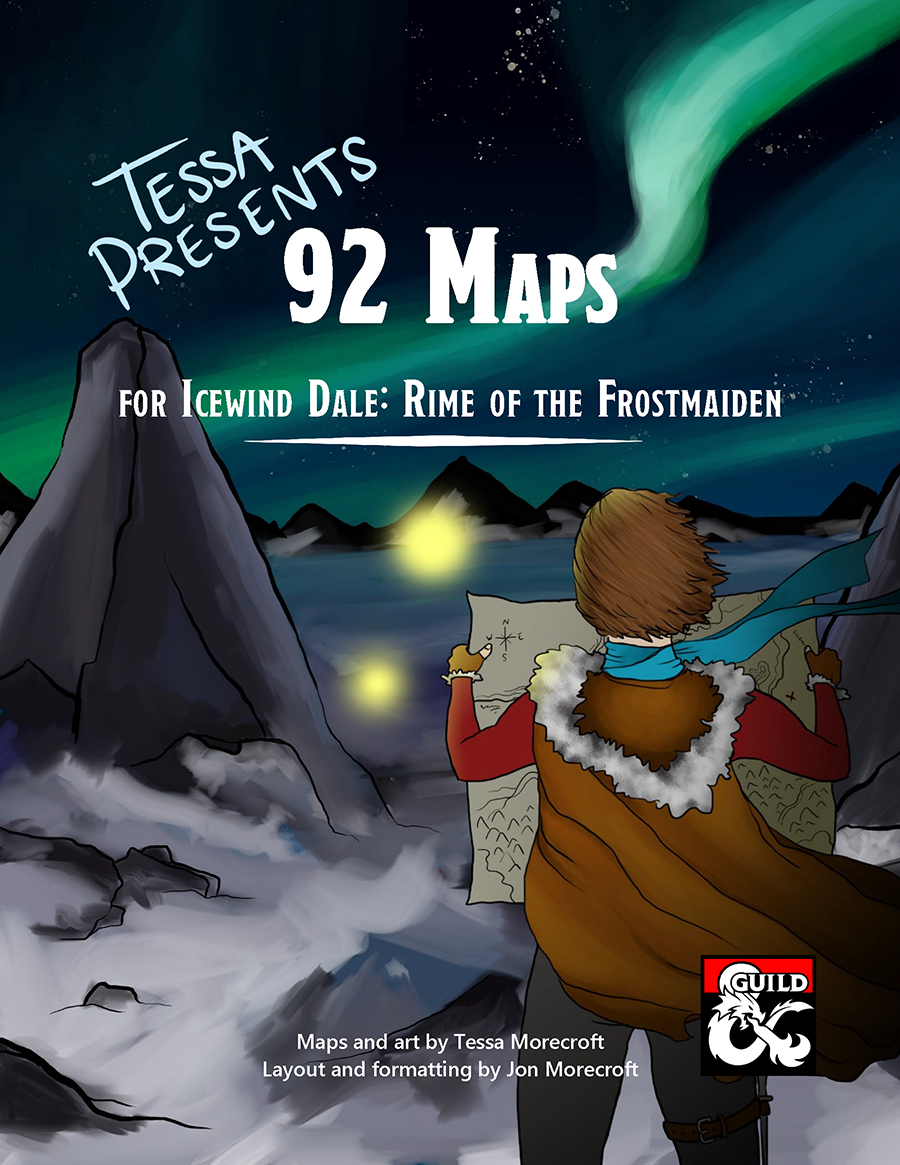 TESSA
PRESENTS
92 Maps
for Icewind Dale: Rime of the Frostmaiden
N
W E
S
Maps and art by Tessa Morecroft
Layout and formatting by Jon Morecroft
GUILD